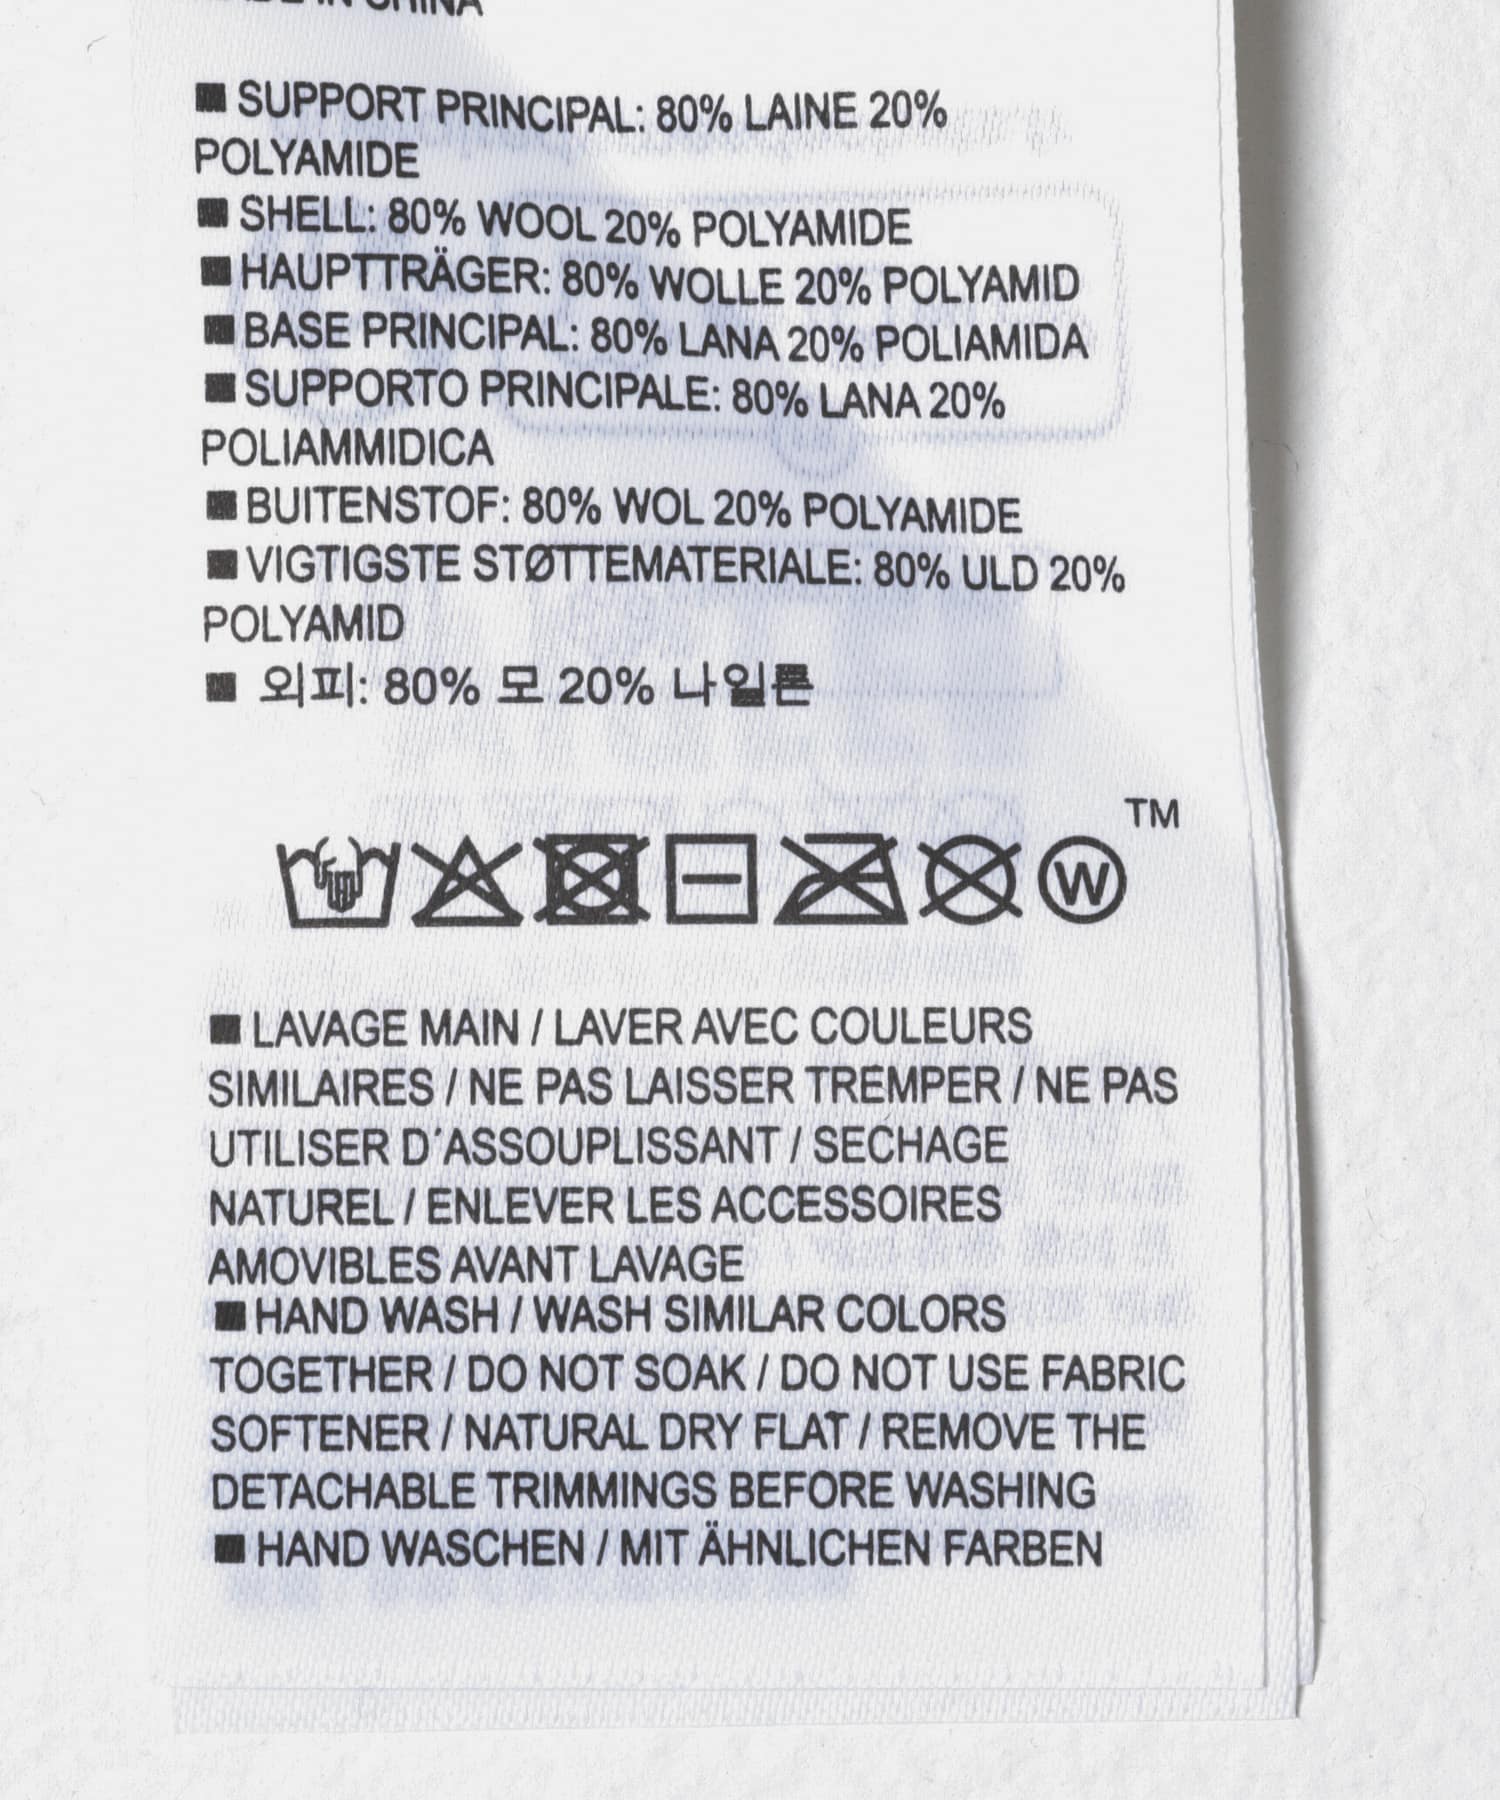 MADE IN CHINA
■ SUPPORT PRINCIPAL: 80% LAINE 20%
POLYAMIDE
■ SHELL: 80% WOOL 20% POLYAMIDE
■ HAUPTTRÄGER: 80% WOLLE 20% POLYAMID
■ BASE PRINCIPAL: 80% LANA 20% POLIAMIDA
■ SUPPORTO PRINCIPALE: 80% LANA 20%
POLIAMMIDICA
■ BUITENSTOF: 80% WOL 20% POLYAMIDE
■ VIGTIGSTE STØTTEMATERIALE: 80% ULD 20%
POLYAMID
■ 외피: 80% 모 20% 나일론
TM
W
■ LAVAGE MAIN / LAVER AVEC COULEURS
SIMILAIRES / NE PAS LAISSER TREMPER / NE PAS
UTILISER D´ASSOUPLISSANT / SECHAGE
NATUREL / ENLEVER LES ACCESSOIRES
AMOVIBLES AVANT LAVAGE
■ HAND WASH / WASH SIMILAR COLORS
TOGETHER / DO NOT SOAK / DO NOT USE FABRIC
SOFTENER / NATURAL DRY FLAT / REMOVE THE
DETACHABLE TRIMMINGS BEFORE WASHING
■ HAND WASCHEN / MIT ÄHNLICHEN FARBEN